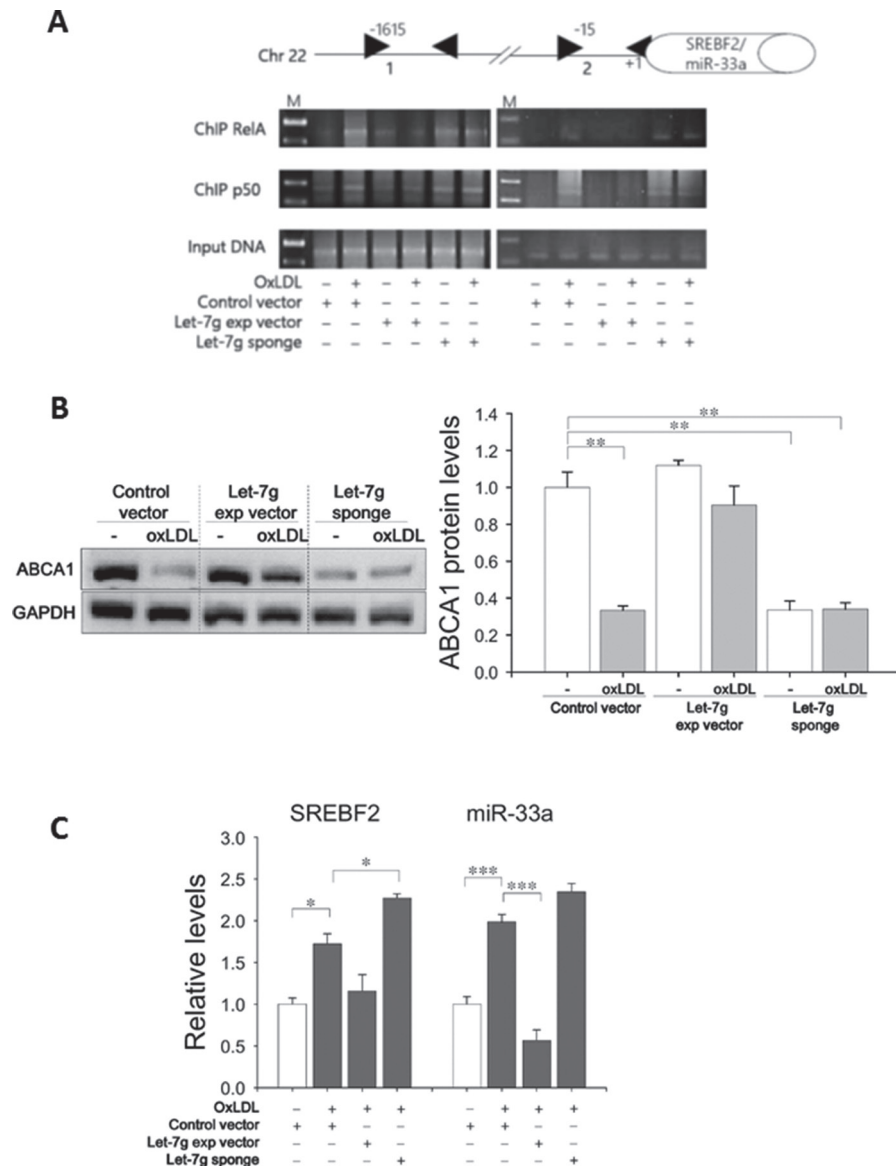 A
-1615
-15
SREBF2/
miR-33a
Chr 22
1
2
+1
M
M
ChIP RelA
ChIP p50
Input DNA
OxLDL – + – + – + – + – + – +
Control vector + + – – – – + + – – – –
Let-7g exp vector – – + + – – – – + + – –
Let-7g sponge – – – – + + – – – – + +
B
Control vector
Let-7g exp vector
Let-7g sponge
- oxLDL - oxLDL - oxLDL
ABCA1
GAPDH
ABCA1 protein levels
1.4
1.2
1.0
0.8
0.6
0.4
0.2
0.0
**
**
**
- oxLDL - oxLDL - oxLDL
Control vector
Let-7g exp vector
Let-7g sponge
C
SREBF2
miR-33a
Relative levels
3.0
2.5
2.0
1.5
1.0
0.5
0.0
*
*
***
***
OxLDL – + + + – + + +
Control vector + + – – + + – –
Let-7g exp vector – – + – – – + –
Let-7g sponge – – – + – – – +